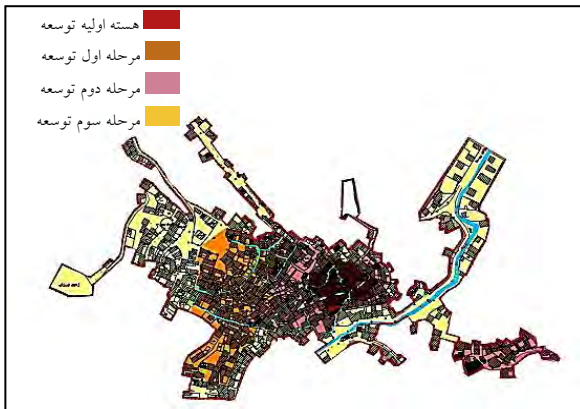 هسته اولیه توسعه
مرحله اول توسعه
مرحله دوم توسعه
مرحله سوم توسعه